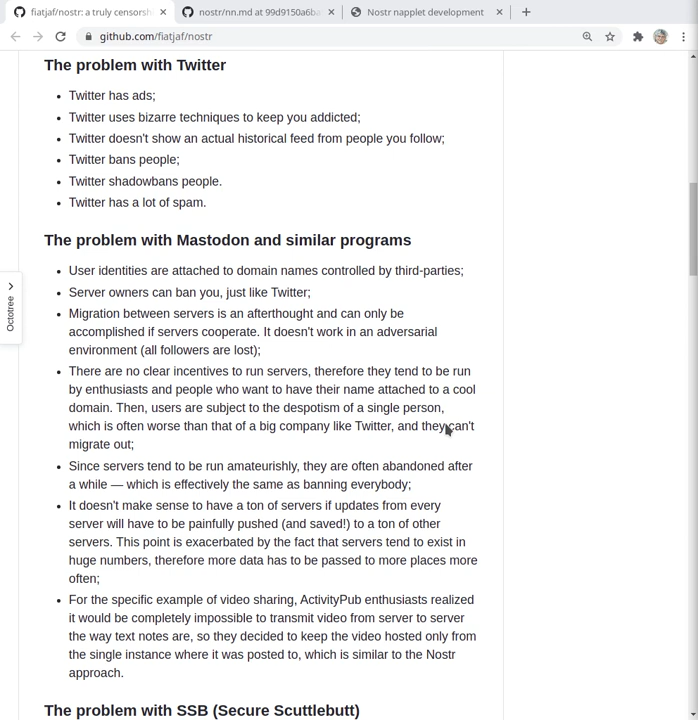 fiatjaf/nostr: a truly censorsh
nostr/nn.md at 99d9150a6b
Nostr napplet development
github.com/fiatjaf/nostr
The problem with Twitter
Twitter has ads;
Twitter uses bizarre techniques to keep you addicted;
Twitter doesn't show an actual historical feed from people you follow;
Twitter bans people;
Twitter shadowbans people.
Twitter has a lot of spam.
The problem with Mastodon and similar programs
User identities are attached to domain names controlled by third-parties;
Server owners can ban you, just like Twitter;
Migration between servers is an afterthought and can only be
accomplished if servers cooperate. It doesn't work in an adversarial
environment (all followers are lost);
There are no clear incentives to run servers, therefore they tend to be run
by enthusiasts and people who want to have their name attached to a cool
domain. Then, users are subject to the despotism of a single person,
which is often worse than that of a big company like Twitter, and they can't
migrate out;
Since servers tend to be run amateurishly, they are often abandoned after
a while — which is effectively the same as banning everybody;
It doesn't make sense to have a ton of servers if updates from every
server will have to be painfully pushed (and saved!) to a ton of other
servers. This point is exacerbated by the fact that servers tend to exist in
huge numbers, therefore more data has to be passed to more places more
often;
For the specific example of video sharing, ActivityPub enthusiasts realized
it would be completely impossible to transmit video from server to server
the way text notes are, so they decided to keep the video hosted only from
the single instance where it was posted to, which is similar to the Nostr
approach.
The problem with SSB (Secure Scuttlebutt)
Octotree